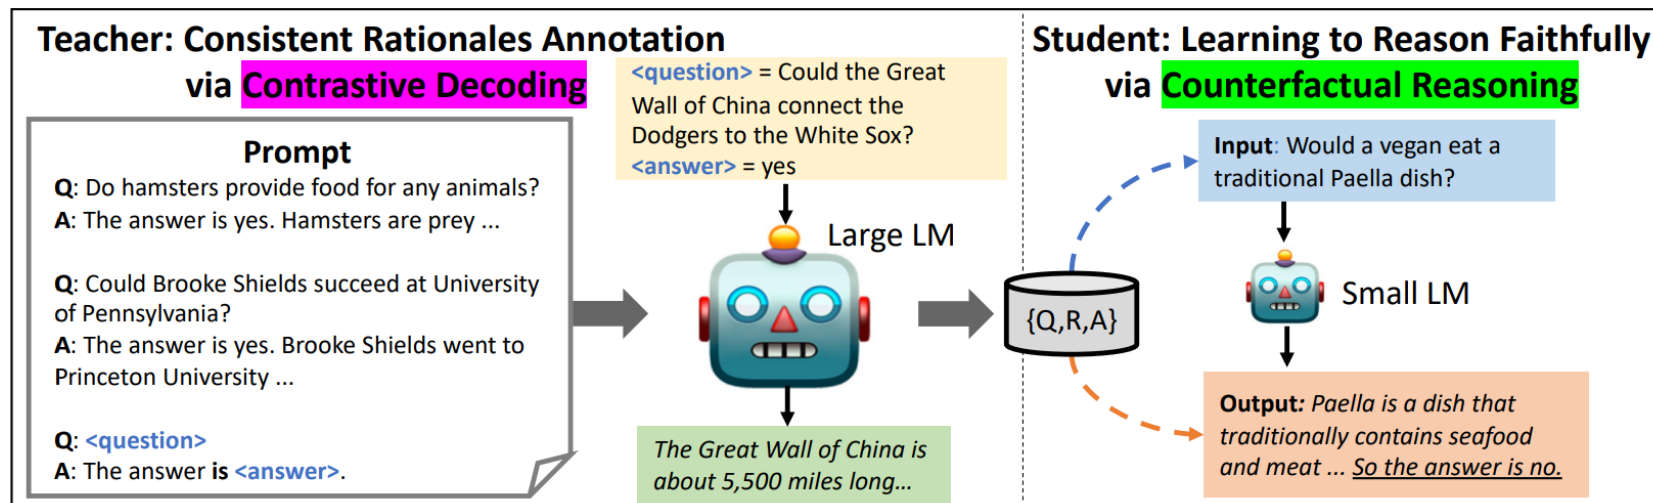 Teacher: Consistent Rationales Annotation
via Contrastive Decoding
Prompt
Q: Do hamsters provide food for any animals?
A: The answer is yes. Hamsters are prey ...
Q: Could Brooke Shields succeed at University
of Pennsylvania?
A: The answer is yes. Brooke Shields went to
Princeton University ...
Q: <question>
A: The answer is <answer>.
<question> = Could the Great
Wall of China connect the
Dodgers to the White Sox?
<answer> = yes
Large LM
The Great Wall of China is
about 5,500 miles long...
{Q,R,A}
Student: Learning to Reason Faithfully
via Counterfactual Reasoning
Input: Would a vegan eat a
traditional Paella dish?
Small LM
Output: Paella is a dish that
traditionally contains seafood
and meat ... So the answer is no.